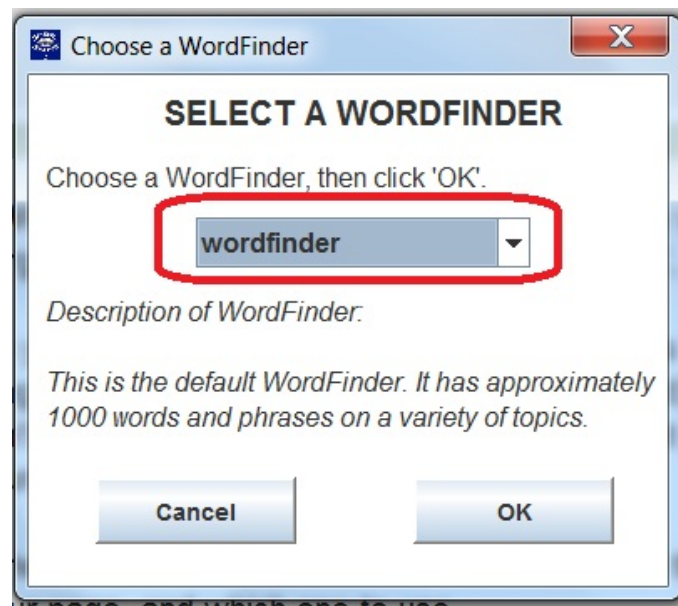 Choose a WordFinder
SELECT A WORDFINDER
Choose a WordFinder, then click 'OK'.
wordfinder
Description of WordFinder:
This is the default WordFinder. It has approximately
1000 words and phrases on a variety of topics.
Cancel OK